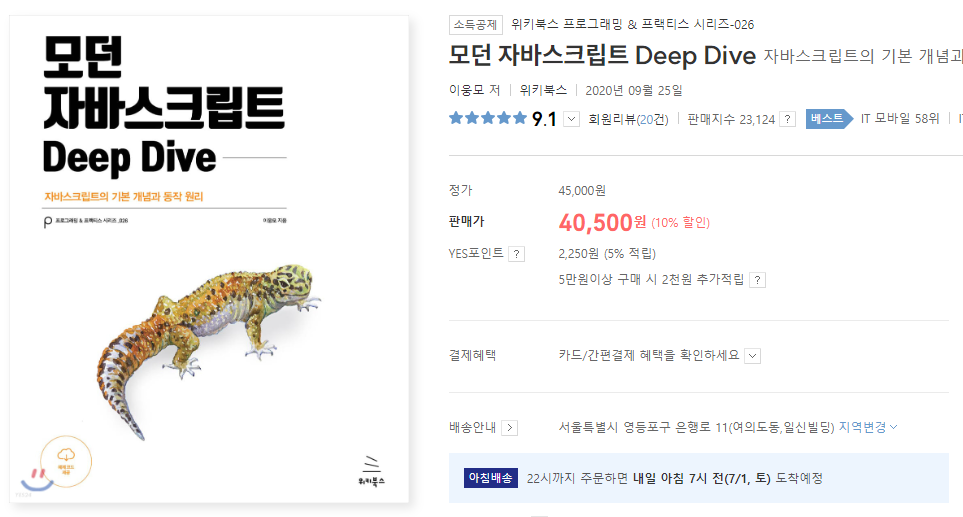 모던
자바스크립트
Deep Dive
자바스크립트의 기본 개념과 동작 원리
프로그래밍 & 프랙티스 시리즈_026
이웅모 지음
예제코드
제공
위키북스
소득공제 위키북스 프로그래밍 & 프랙티스 시리즈-026
모던 자바스크립트 Deep Dive 자바스크립트의 기본 개념과
이웅모 저 | 위키북스 | 2020년 09월 25일
9.1 회원리뷰(20건) | 판매지수 23,124 ? 베스트 IT 모바일 58위 |
정가 45,000원
판매가 40,500원 (10% 할인)
YES포인트 ? 2,250원 (5% 적립)
5만원이상 구매 시 2천원 추가적립 ?
결제혜택 카드/간편결제 혜택을 확인하세요
배송안내 서울특별시 영등포구 은행로 11(여의도동,일신빌딩) 지역변경
아침배송 22시까지 주문하면 내일 아침 7시 전(7/1, 토) 도착예정